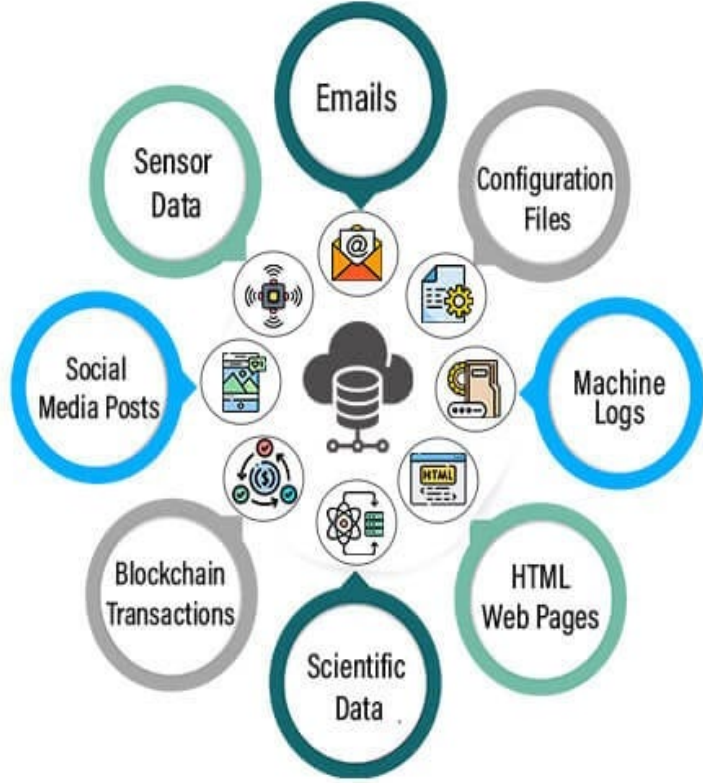 Emails
Configuration
Files
Machine
Logs
HTML
Web Pages
Scientific
Data
Blockchain
Transactions
Social
Media Posts
Sensor
Data
@
HTML
$